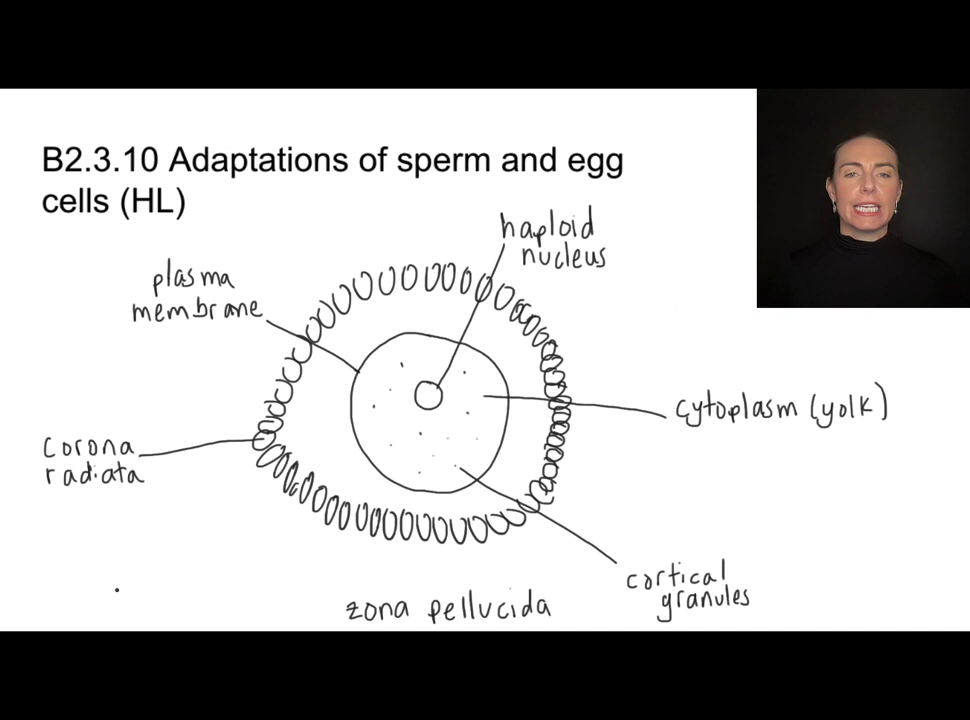 B2.3.10 Adaptations of sperm and egg
cells (HL)
haploid
nucleus
plasma
membrane
cytoplasm (yolk)
corona
radiata
cortical
granules
zona pellucida